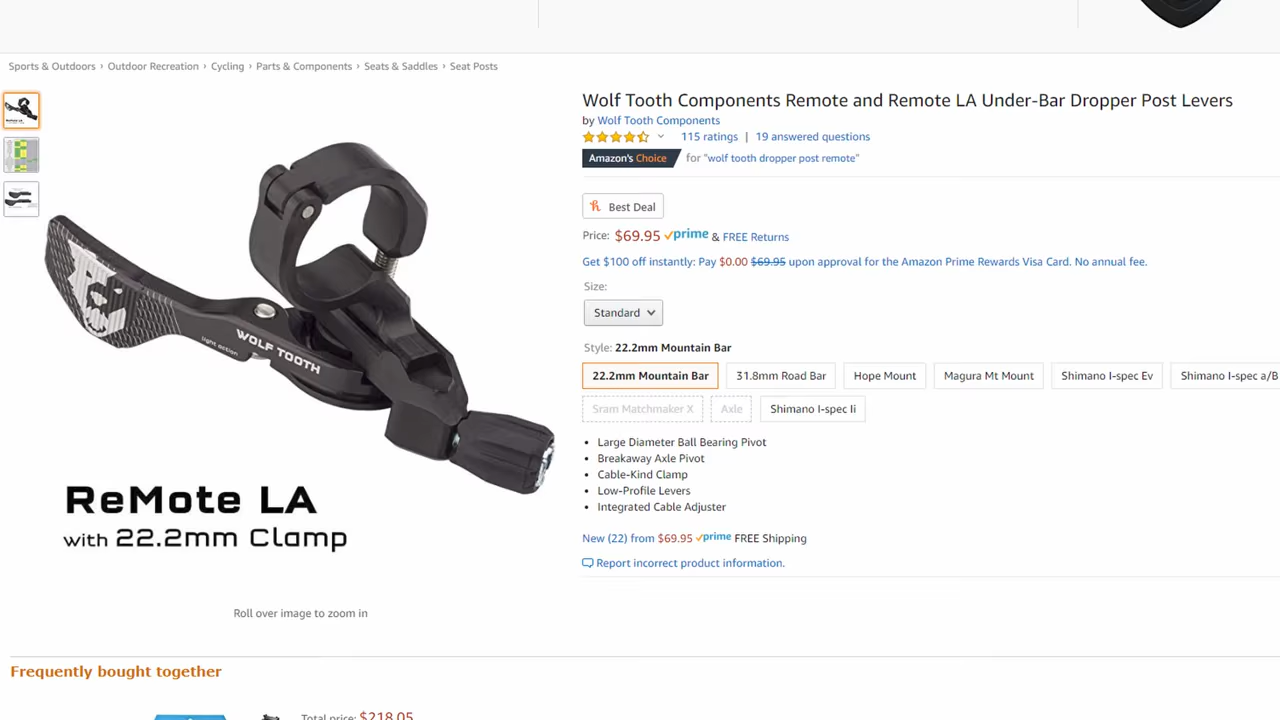 Sports & Outdoors › Outdoor Recreation › Cycling › Parts & Components › Seats & Saddles › Seat Posts
Wolf Tooth Components Remote and Remote LA Under-Bar Dropper Post Levers
by Wolf Tooth Components
115 ratings | 19 answered questions
Amazon's Choice for "wolf tooth dropper post remote"
Best Deal
Price: $69.95 prime & FREE Returns
Get $100 off instantly: Pay $0.00 $69.95 upon approval for the Amazon Prime Rewards Visa Card. No annual fee.
Size:
Standard
Style: 22.2mm Mountain Bar
22.2mm Mountain Bar 31.8mm Road Bar Hope Mount Magura Mt Mount Shimano I-spec Ev Shimano I-spec a/B
Sram Matchmaker X Axle Shimano I-spec Ii
• Large Diameter Ball Bearing Pivot
• Breakaway Axle Pivot
• Cable-Kind Clamp
• Low-Profile Levers
• Integrated Cable Adjuster
New (22) from $69.95 prime FREE Shipping
Report incorrect product information.
light action
WOLF TOOTH
ReMote LA
with 22.2mm Clamp
Roll over image to zoom in
Frequently bought together
Total price: $218.05